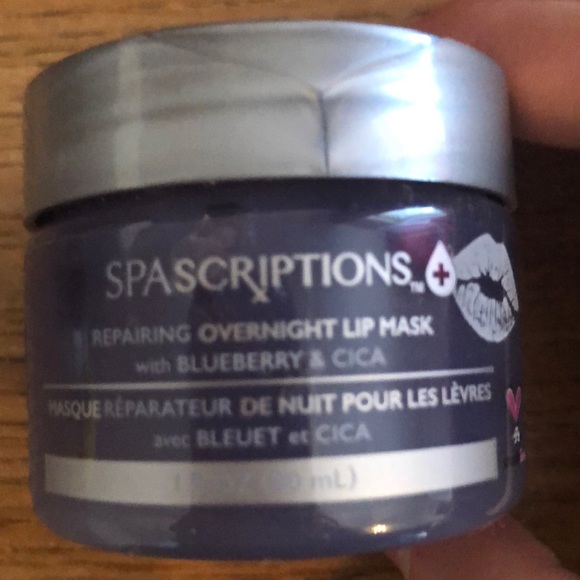 SPASCRIPTIONS™
REPAIRING OVERNIGHT LIP MASK
with BLUEBERRY & CICA
MASQUE RÉPARATEUR DE NUIT POUR LES LÈVRES
avec BLEUET et CICA
mL)